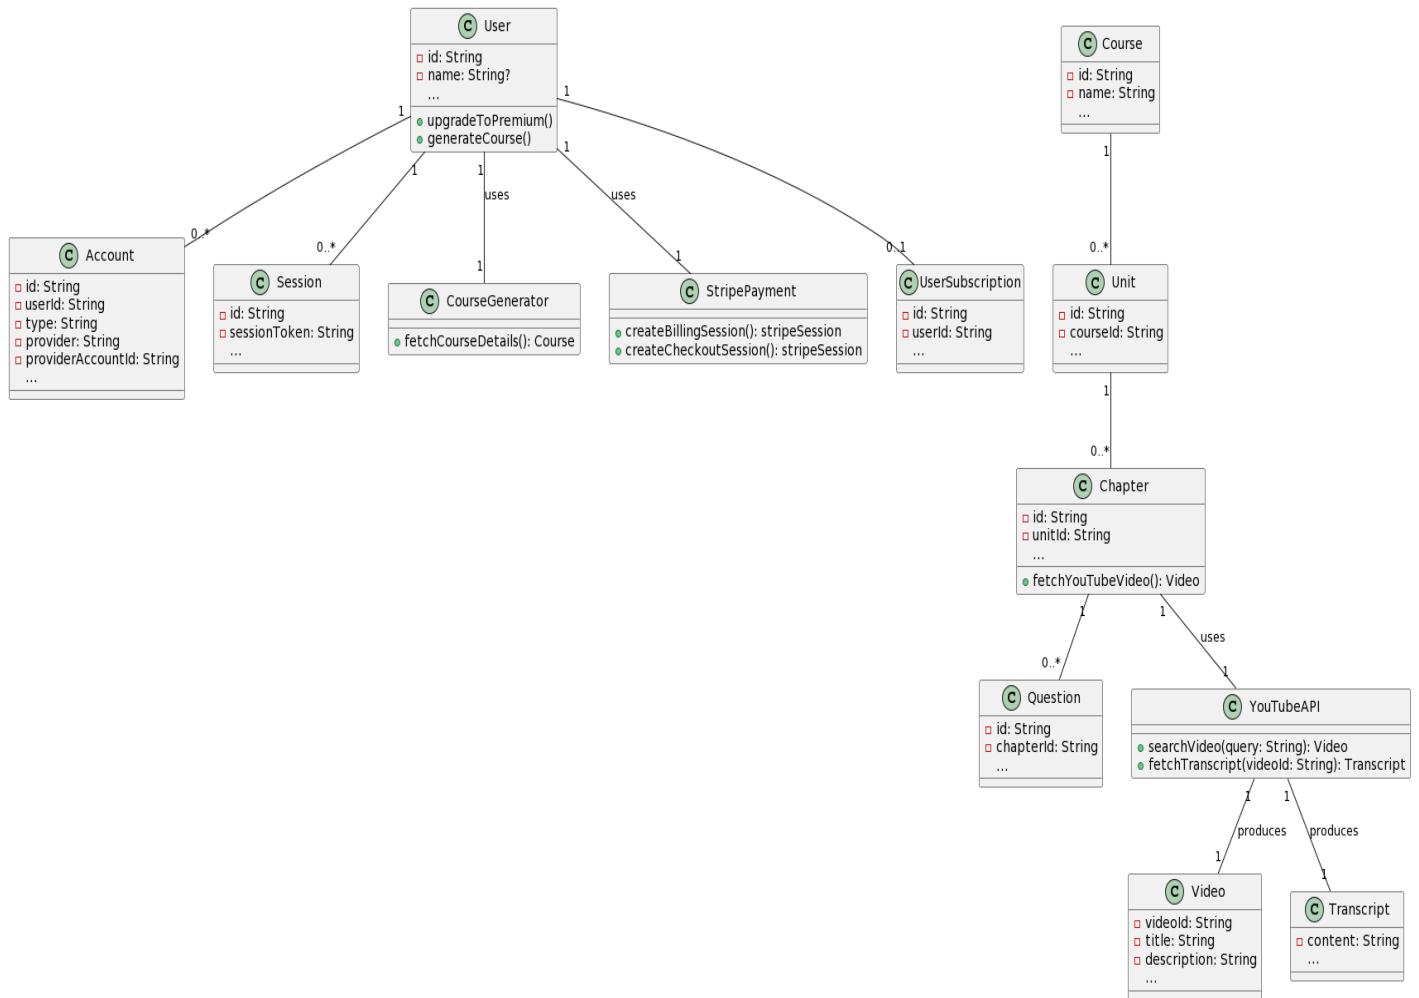 C User
id: String
name: String?
...
upgradeToPremium()
generateCourse()
C Course
id: String
name: String
...
1
1
1
1
1
1
uses
uses
0..*
0..*
1
1
0..1
0..*
C Account
id: String
userId: String
type: String
provider: String
providerAccountId: String
...
C Session
id: String
sessionToken: String
...
C CourseGenerator
fetchCourseDetails(): Course
C StripePayment
createBillingSession(): stripeSession
createCheckoutSession(): stripeSession
C UserSubscription
id: String
userId: String
...
C Unit
id: String
courseId: String
...
1
0..*
C Chapter
id: String
unitId: String
...
fetchYouTubeVideo(): Video
1
1
uses
0..*
1
C Question
id: String
chapterId: String
...
C YouTubeAPI
searchVideo(query: String): Video
fetchTranscript(videoId: String): Transcript
1
1
produces
produces
1
1
C Video
videoId: String
title: String
description: String
...
C Transcript
content: String
...